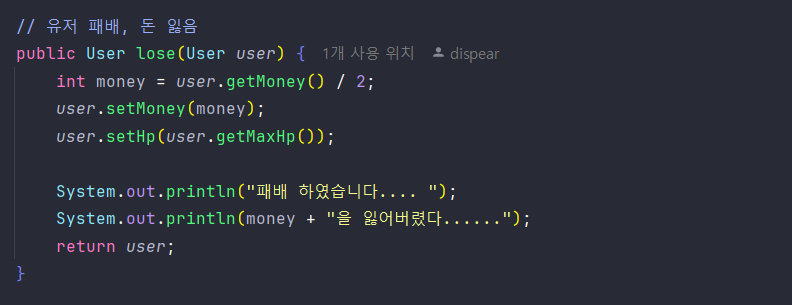 // 유저 패배, 돈 잃음
public User lose(User user) { 1개 사용 위치 dispear
int money = user.getMoney() / 2;
user.setMoney(money);
user.setHp(user.getMaxHp());
System.out.println("패배 하였습니다.... ");
System.out.println(money + "을 잃어버렸다......");
return user;
}